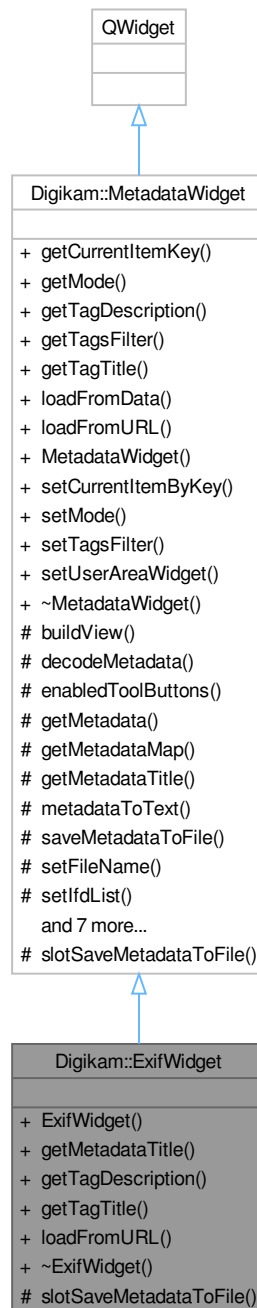 QWidget
Digikam::MetadataWidget
+ getCurrentItemKey()
+ getMode()
+ getTagDescription()
+ getTagsFilter()
+ getTagTitle()
+ loadFromData()
+ loadFromURL()
+ MetadataWidget()
+ setCurrentItemByKey()
+ setMode()
+ setTagsFilter()
+ setUserAreaWidget()
+ ~MetadataWidget()
# buildView()
# decodeMetadata()
# enabledToolButtons()
# getMetadata()
# getMetadataMap()
# getMetadataTitle()
# metadataToText()
# saveMetadataToFile()
# setFileName()
# setIfdList()
and 7 more...
# slotSaveMetadataToFile()
Digikam::ExifWidget
+ ExifWidget()
+ getMetadataTitle()
+ getTagDescription()
+ getTagTitle()
+ loadFromURL()
+ ~ExifWidget()
# slotSaveMetadataToFile()